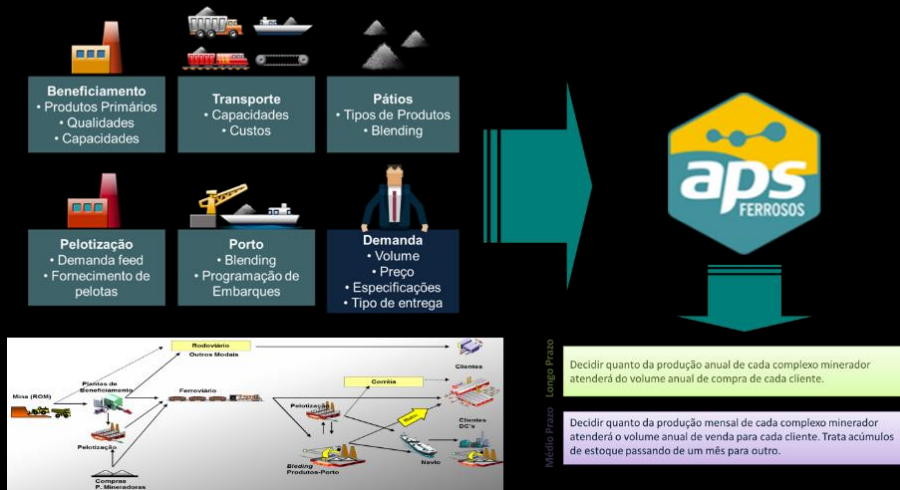 Beneficiamento
• Produtos Primários
• Qualidades
• Capacidades
Transporte
• Capacidades
• Custos
Pátios
• Tipos de Produtos
• Blending
Pelotização
• Demanda feed
• Fornecimento de
pelotas
Porto
• Blending
• Programação de
Embarques
Demanda
• Volume
• Preço
• Especificações
• Tipo de entrega
aps
FERROSOS
Longo Prazo
Decidir quanto da produção anual de cada complexo minerador
atenderá do volume anual de compra de cada cliente.
Médio Prazo
Decidir quanto da produção mensal de cada complexo minerador
atenderá o volume anual de venda para cada cliente. Trata acúmulos
de estoque passando de um mês para outro.
Rodoviário
Outros Modais
Clientes
Mina (ROM)
Plantas de
Beneficiamento
Ferroviário
Corrêia
Pelotização
Pelotização
Clientes
DC's
Navio
Bleding
Produtos-Porto
Compras
P. Mineradoras